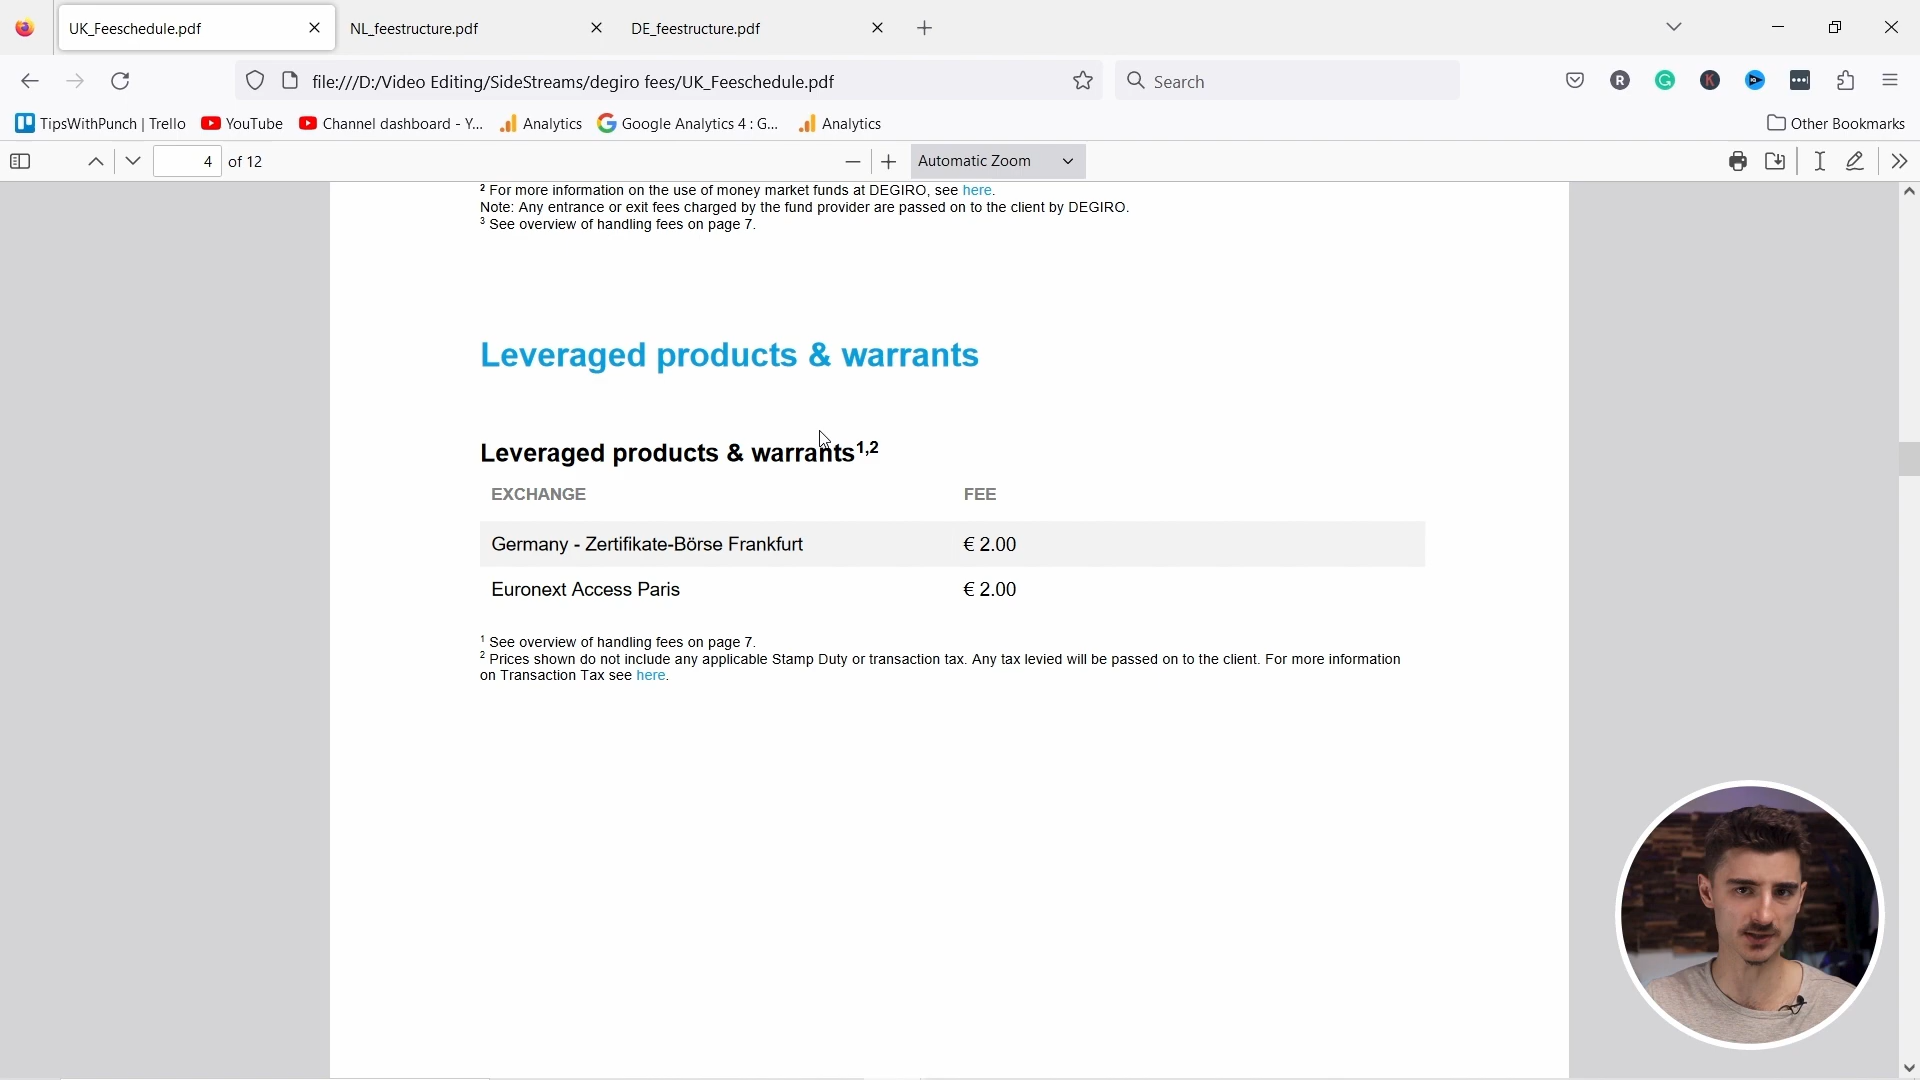 UK_Feeschedule.pdf
NL_feestructure.pdf
DE_feestructure.pdf
file:///D:/Video Editing/SideStreams/degiro fees/UK_Feeschedule.pdf
Search
R
G
K
TipsWithPunch | Trello
YouTube
Channel dashboard - Y...
Analytics
Google Analytics 4 : G...
Analytics
Other Bookmarks
4 of 12
Automatic Zoom
² For more information on the use of money market funds at DEGIRO, see here.
Note: Any entrance or exit fees charged by the fund provider are passed on to the client by DEGIRO.
³ See overview of handling fees on page 7.
Leveraged products & warrants
Leveraged products & warrants¹,²
EXCHANGE FEE
Germany - Zertifikate-Börse Frankfurt € 2.00
Euronext Access Paris € 2.00
¹ See overview of handling fees on page 7.
² Prices shown do not include any applicable Stamp Duty or transaction tax. Any tax levied will be passed on to the client. For more information
on Transaction Tax see here.